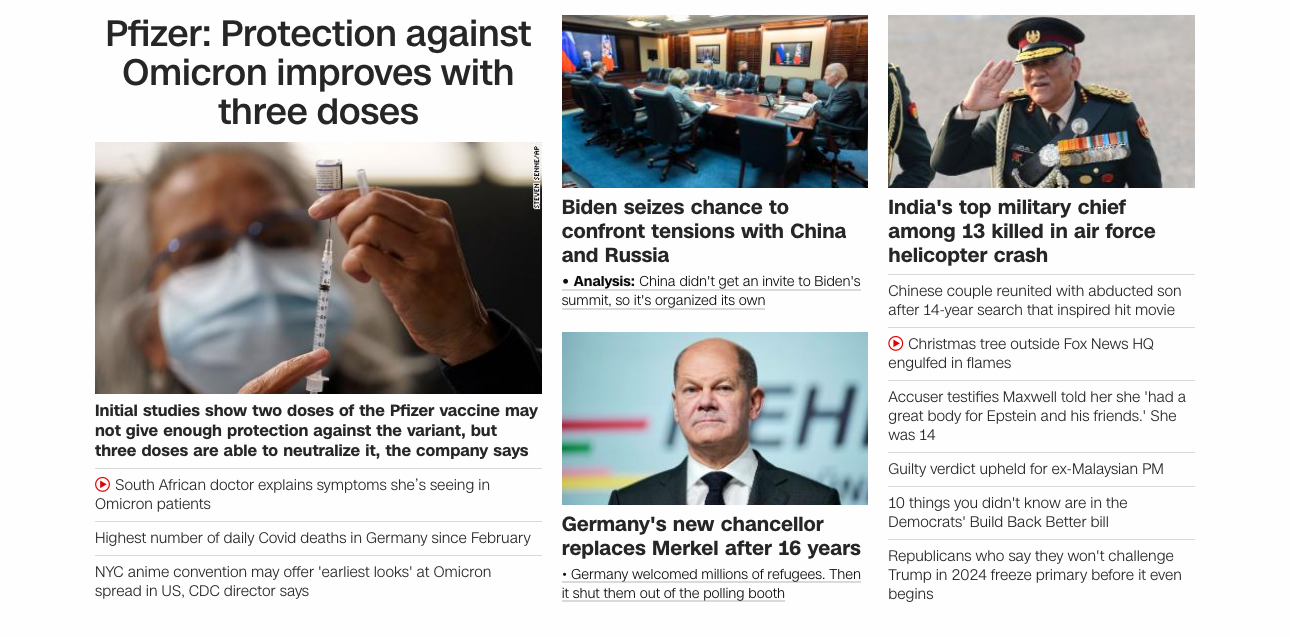 Pfizer: Protection against
Omicron improves with
three doses
STEVEN SENNE/AP
Initial studies show two doses of the Pfizer vaccine may
not give enough protection against the variant, but
three doses are able to neutralize it, the company says
South African doctor explains symptoms she's seeing in
Omicron patients
Highest number of daily Covid deaths in Germany since February
NYC anime convention may offer 'earliest looks' at Omicron
spread in US, CDC director says
Biden seizes chance to
confront tensions with China
and Russia
• Analysis: China didn't get an invite to Biden's
summit, so it's organized its own
EH
Germany's new chancellor
replaces Merkel after 16 years
• Germany welcomed millions of refugees. Then
it shut them out of the polling booth
India's top military chief
among 13 killed in air force
helicopter crash
Chinese couple reunited with abducted son
after 14-year search that inspired hit movie
Christmas tree outside Fox News HQ
engulfed in flames
Accuser testifies Maxwell told her she 'had a
great body for Epstein and his friends.' She
was 14
Guilty verdict upheld for ex-Malaysian PM
10 things you didn't know are in the
Democrats' Build Back Better bill
Republicans who say they won't challenge
Trump in 2024 freeze primary before it even
begins